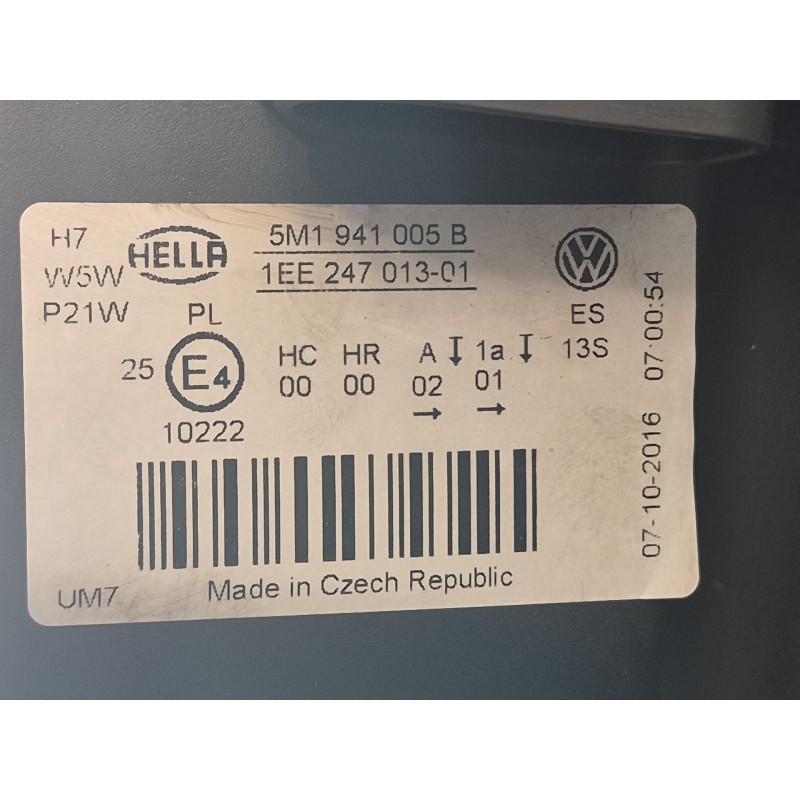 H7
W5W
P21W
HELLA
5M1 941 005 B
1EE 247 013-01
VW
ES
13S
PL
25 E4
10222
HC HR A 1a
00 00 02 01
07-10-2016 07:00:54
UM7
Made in Czech Republic